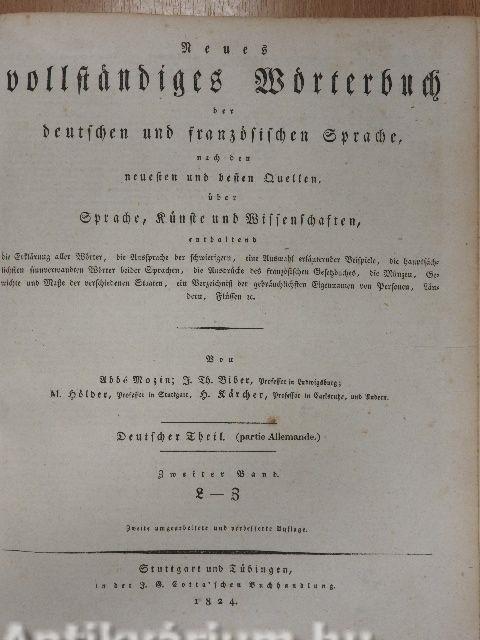 Neues
vollständiges Wörterbuch
der
deutschen und französischen Sprache,
nach den
neuesten und besten Quellen,
über
Sprache, Künste und Wissenschaften,
enthaltend
die Erklärung aller Wörter, die Aussprache der schwierigern, eine Auswahl erläuternder Beispiele, die hauptsäch-
lichsten sinnverwandten Wörter beider Sprachen, die Ausdrücke des französischen Gesetzbuches, die Münzen, Ge-
wichte und Maße der verschiedenen Staaten, ein Verzeichniß der gebräuchlichsten Eigennamen von Personen, Län-
dern, Flüssen ꝛc.
Von
Abbé Mozin; J. Th. Biber, Professor in Ludwigsburg;
M. Hölder, Professor in Stuttgart, H. Kärcher, Professor in Carlsruhe, und Andern.
Deutscher Theil. (partie Allemande.)
Zweiter Band.
L — Z
Zweite umgearbeitete und verbesserte Auflage.
Stuttgart und Tübingen,
in der J. G. Cotta'schen Buchhandlung.
1824.
Antikvárium.hu